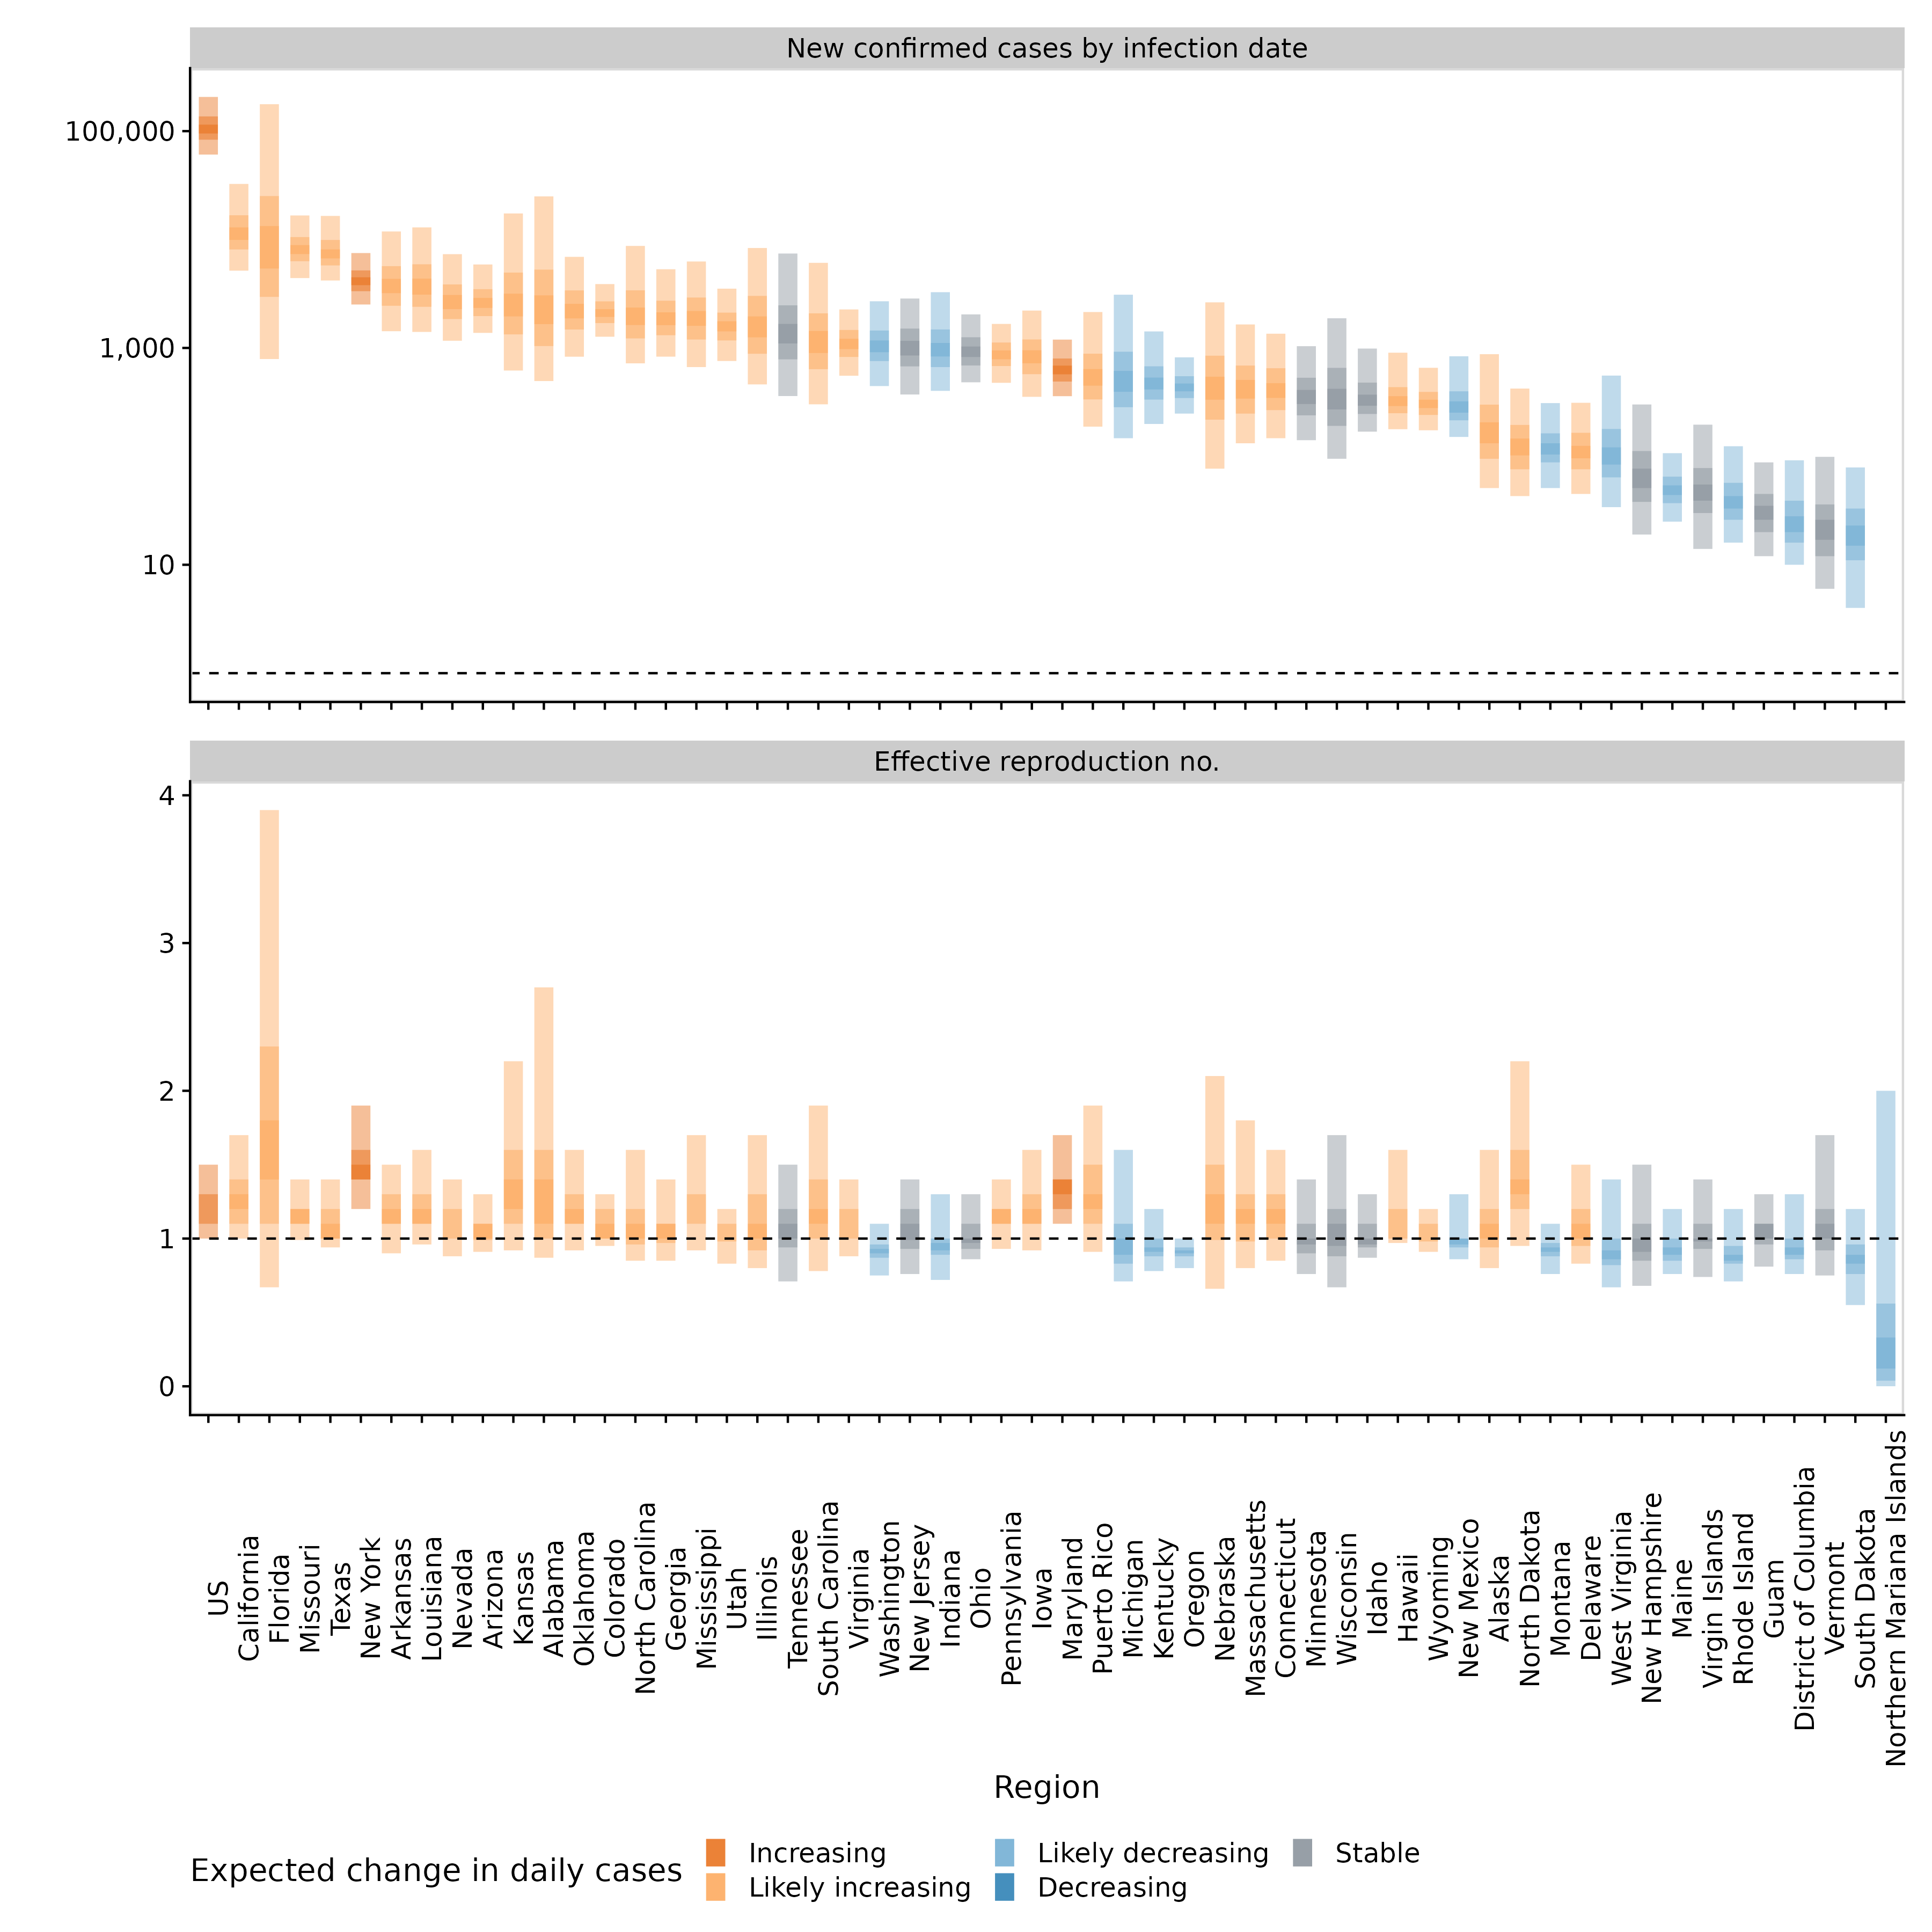 New confirmed cases by infection date
100,000
1,000
10
Effective reproduction no.
4
3
2
1
0
US
California
Florida
Missouri
Texas
New York
Arkansas
Louisiana
Nevada
Arizona
Kansas
Alabama
Oklahoma
Colorado
North Carolina
Georgia
Mississippi
Utah
Illinois
Tennessee
South Carolina
Virginia
Washington
New Jersey
Indiana
Ohio
Pennsylvania
Iowa
Maryland
Puerto Rico
Michigan
Kentucky
Oregon
Nebraska
Massachusetts
Connecticut
Minnesota
Wisconsin
Idaho
Hawaii
Wyoming
New Mexico
Alaska
North Dakota
Montana
Delaware
West Virginia
New Hampshire
Maine
Virgin Islands
Rhode Island
Guam
District of Columbia
Vermont
South Dakota
Northern Mariana Islands
Region
Expected change in daily cases
Increasing
Likely increasing
Likely decreasing
Decreasing
Stable